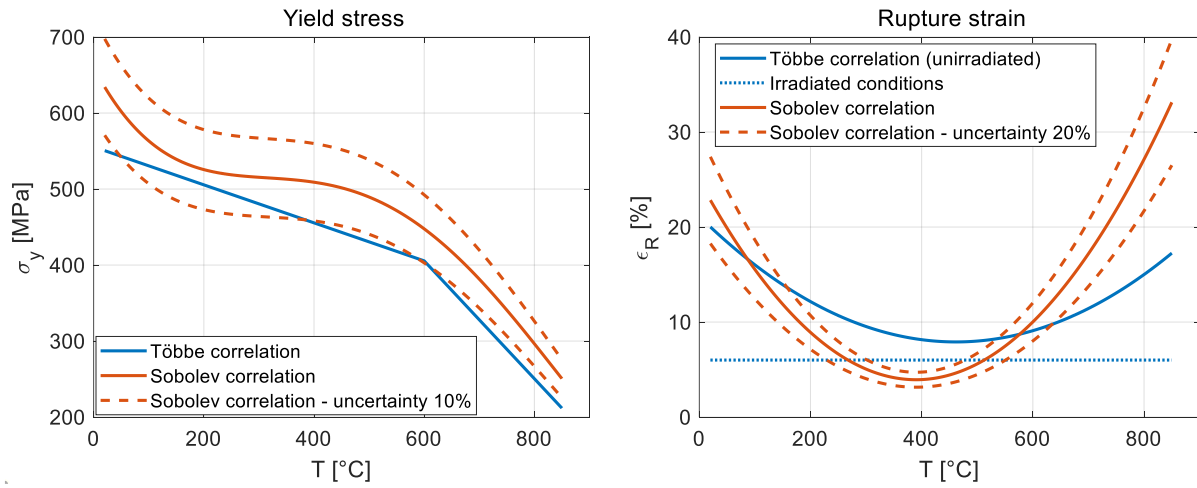 Yield stress
700
600
500
400
300
200
σy [MPa]
Többe correlation
Sobolev correlation
Sobolev correlation - uncertainty 10%
0
200
400
600
800
T [°C]
Rupture strain
40
30
20
10
0
ϵR [%]
Többe correlation (unirradiated)
Irradiated conditions
Sobolev correlation
Sobolev correlation - uncertainty 20%
0
200
400
600
800
T [°C]